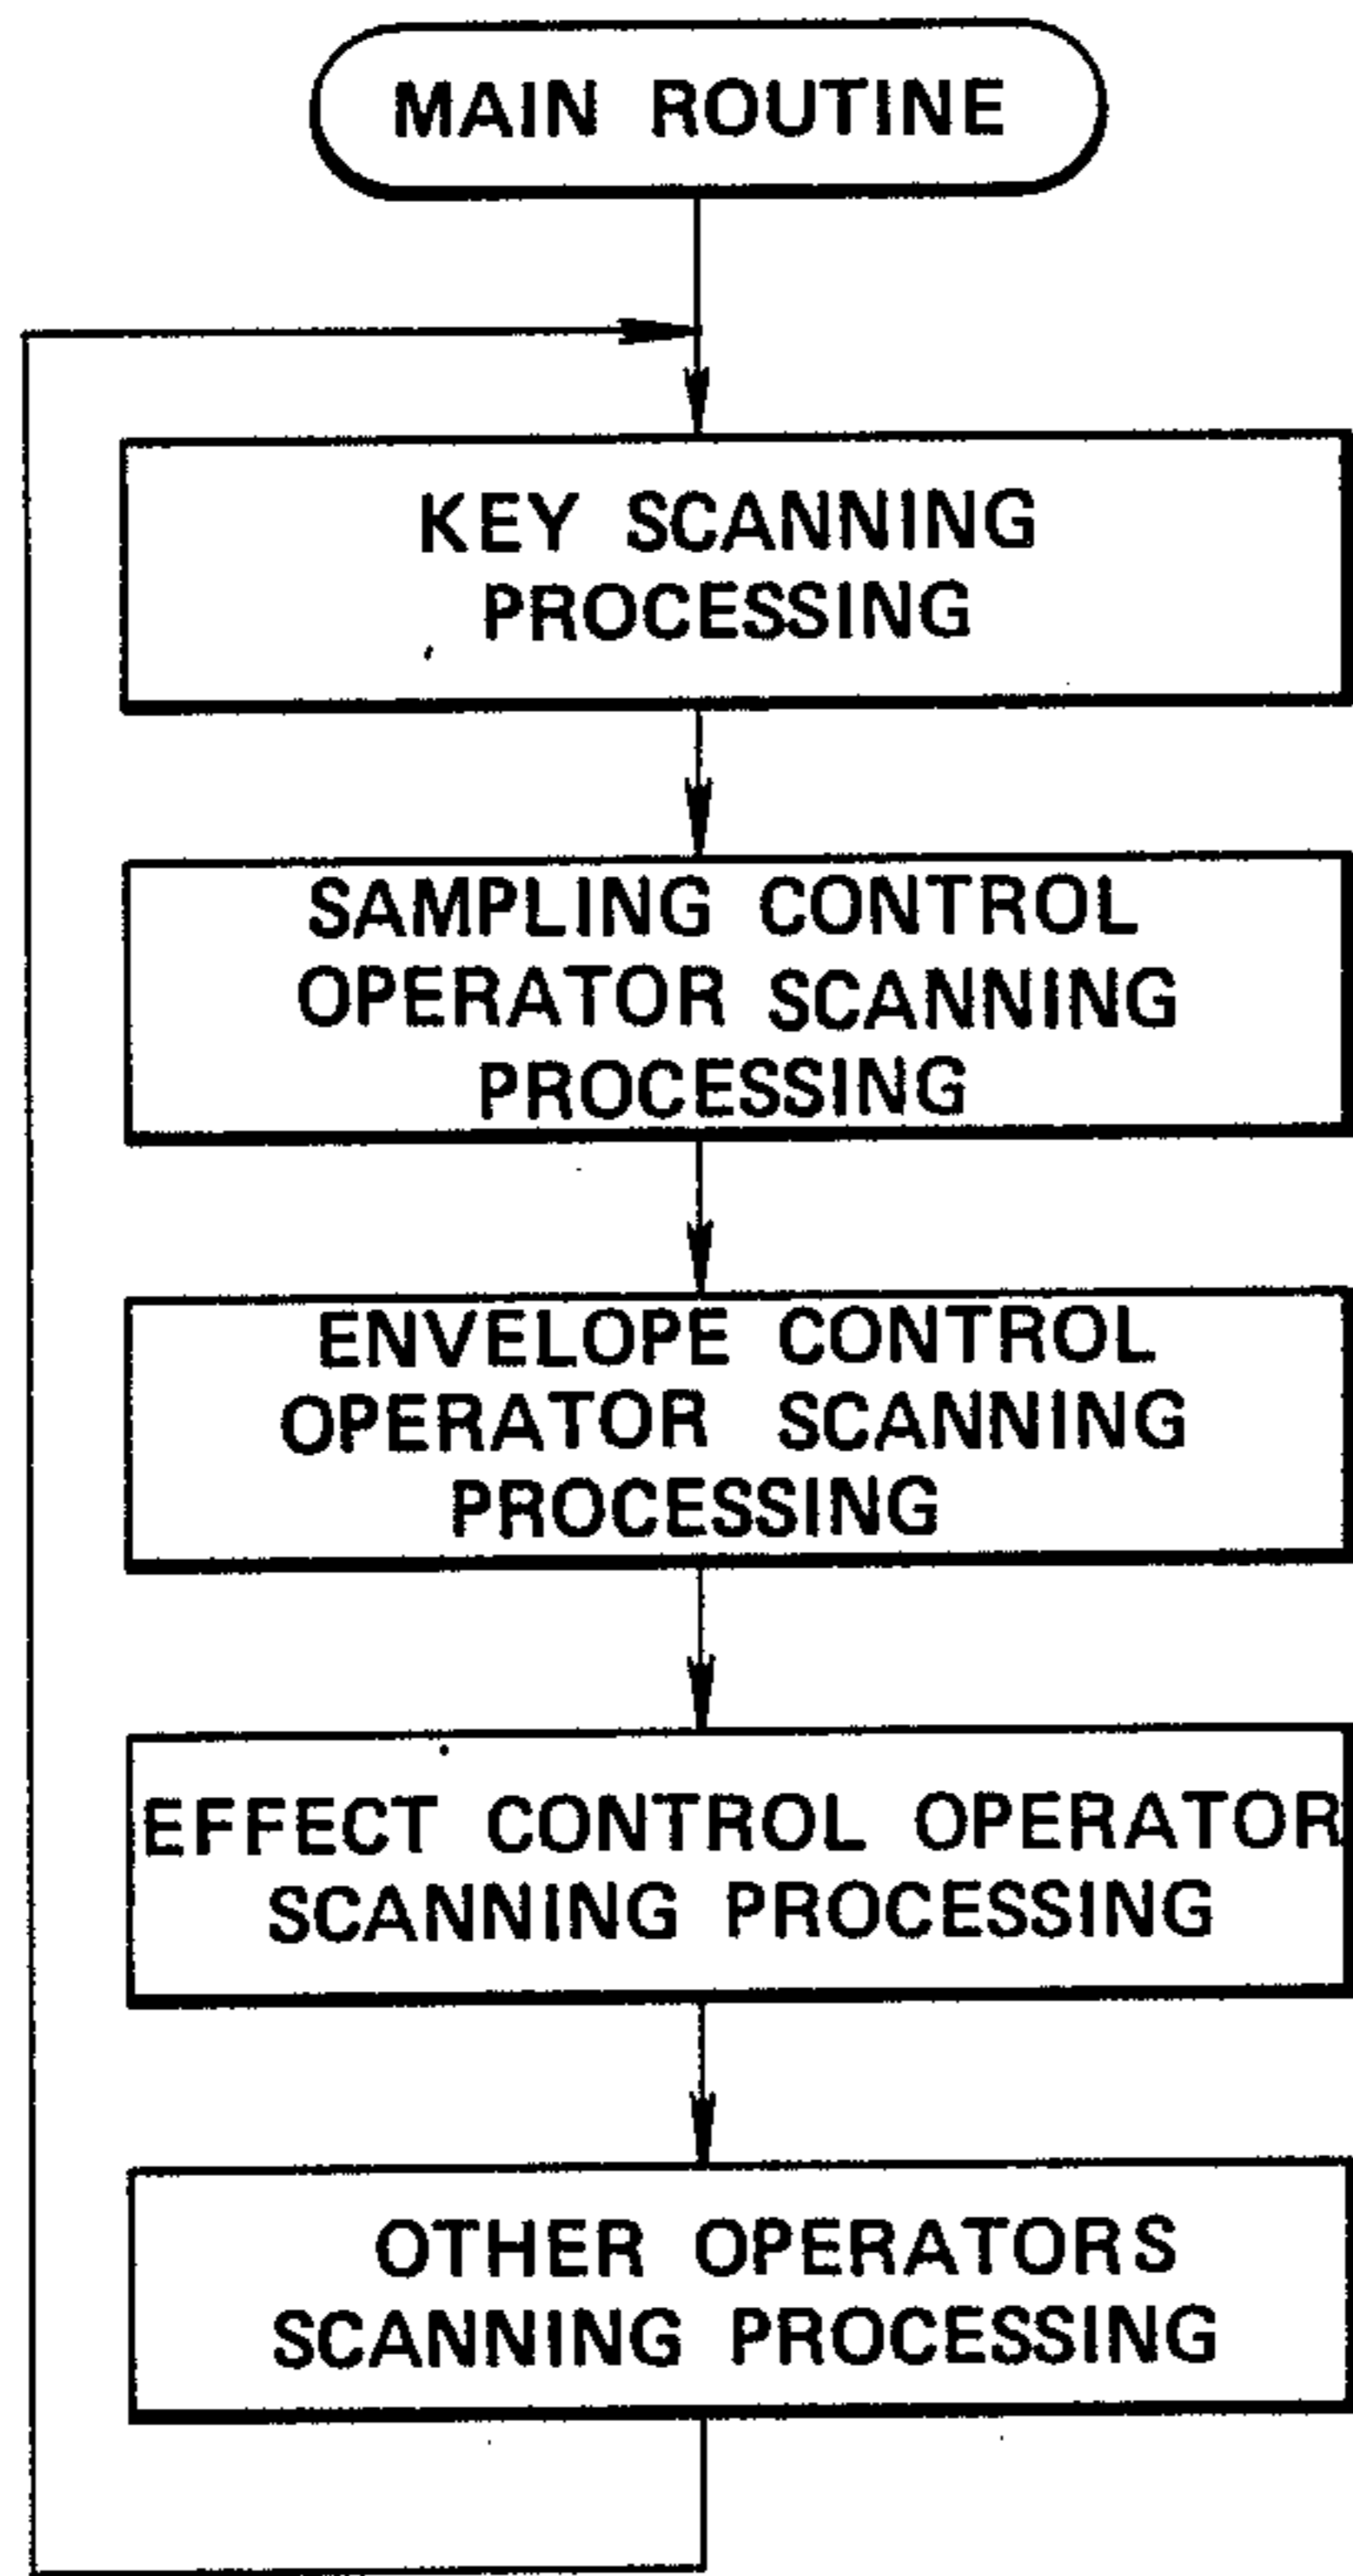 MAIN ROUTINE
KEY SCANNING
PROCESSING
SAMPLING CONTROL
OPERATOR SCANNING
PROCESSING
ENVELOPE CONTROL
OPERATOR SCANNING
PROCESSING
EFFECT CONTROL OPERATOR
SCANNING PROCESSING
OTHER OPERATORS
SCANNING PROCESSING